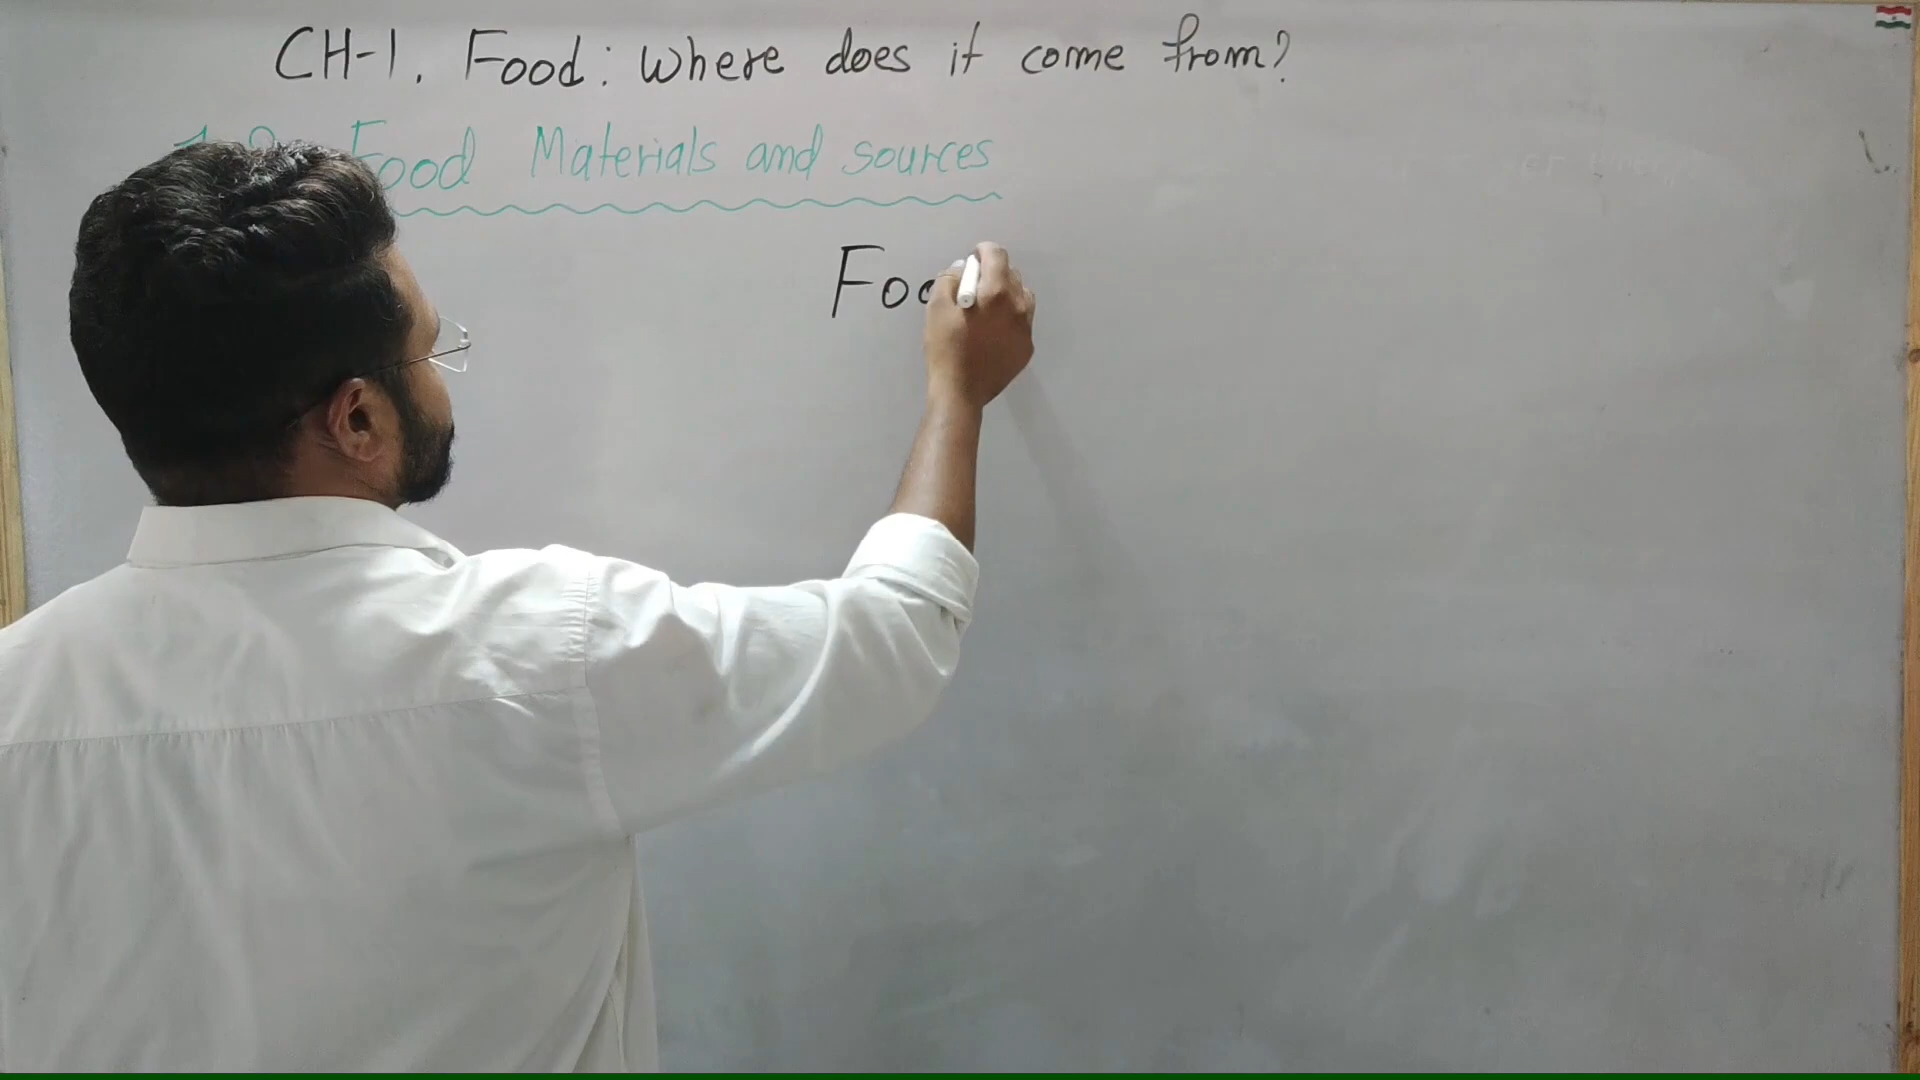 CH-1. Food: Where does it come from?
Food Materials and sources
Foo